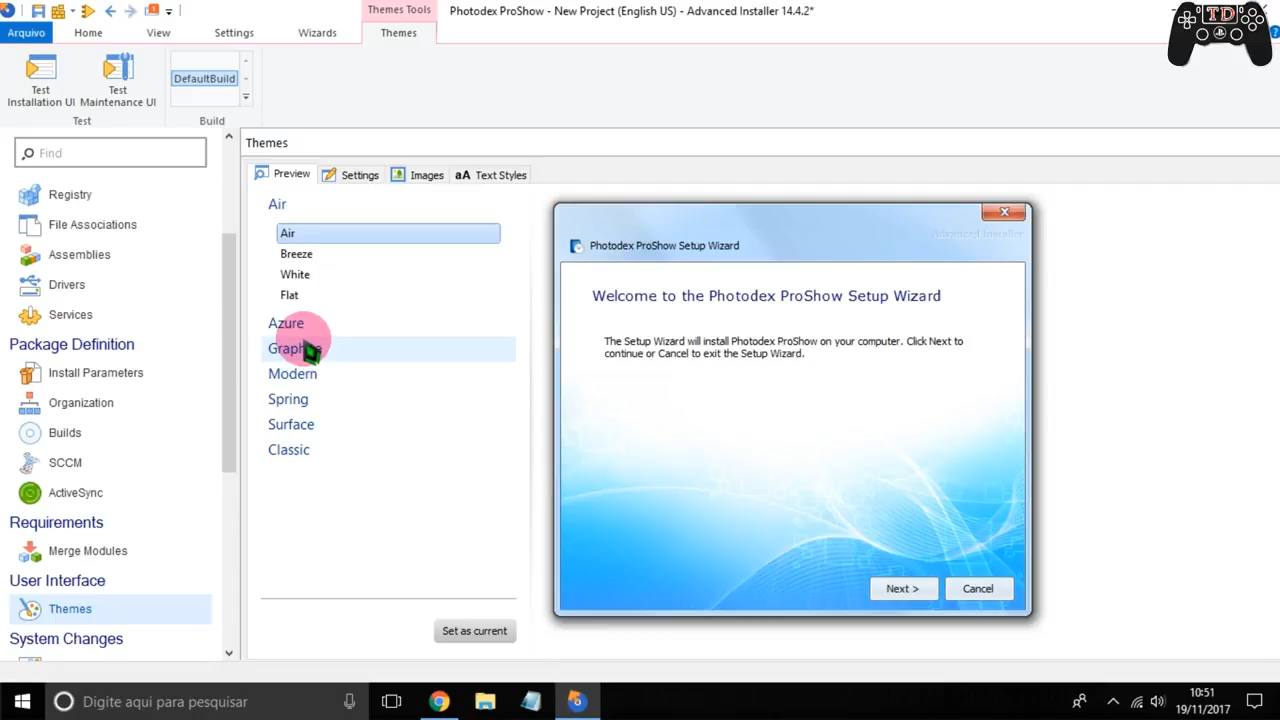 Themes Tools
Photodex ProShow - New Project (English US) - Advanced Installer 14.4.2*
TD
Arquivo
Home
View
Settings
Wizards
Themes
Test
Installation UI
Test
Maintenance UI
DefaultBuild
Test
Build
Find
Themes
Preview
Settings
Images
aA Text Styles
Registry
File Associations
Assemblies
Drivers
Services
Package Definition
Install Parameters
Organization
Builds
SCCM
ActiveSync
Requirements
Merge Modules
User Interface
Themes
System Changes
Air
Air
Breeze
White
Flat
Azure
Modern
Spring
Surface
Classic
Set as current
Advanced Installer
Photodex ProShow Setup Wizard
Welcome to the Photodex ProShow Setup Wizard
The Setup Wizard will install Photodex ProShow on your computer. Click Next to
continue or Cancel to exit the Setup Wizard.
Next >
Cancel
Digite aqui para pesquisar
10:51
19/11/2017